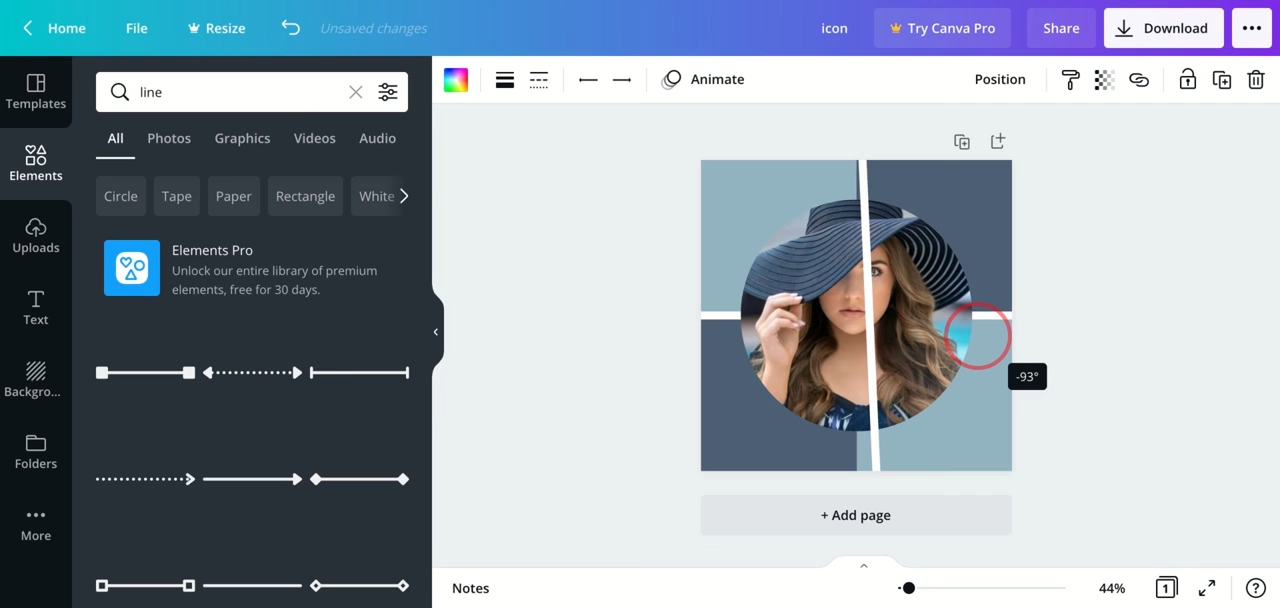 Home
File
Resize
Unsaved changes
icon
Try Canva Pro
Share
Download
Templates
Elements
Uploads
Text
Backgro...
Folders
More
line
All
Photos
Graphics
Videos
Audio
Circle
Tape
Paper
Rectangle
White
Elements Pro
Unlock our entire library of premium
elements, free for 30 days.
Animate
Position
-93°
+ Add page
Notes
44%
1